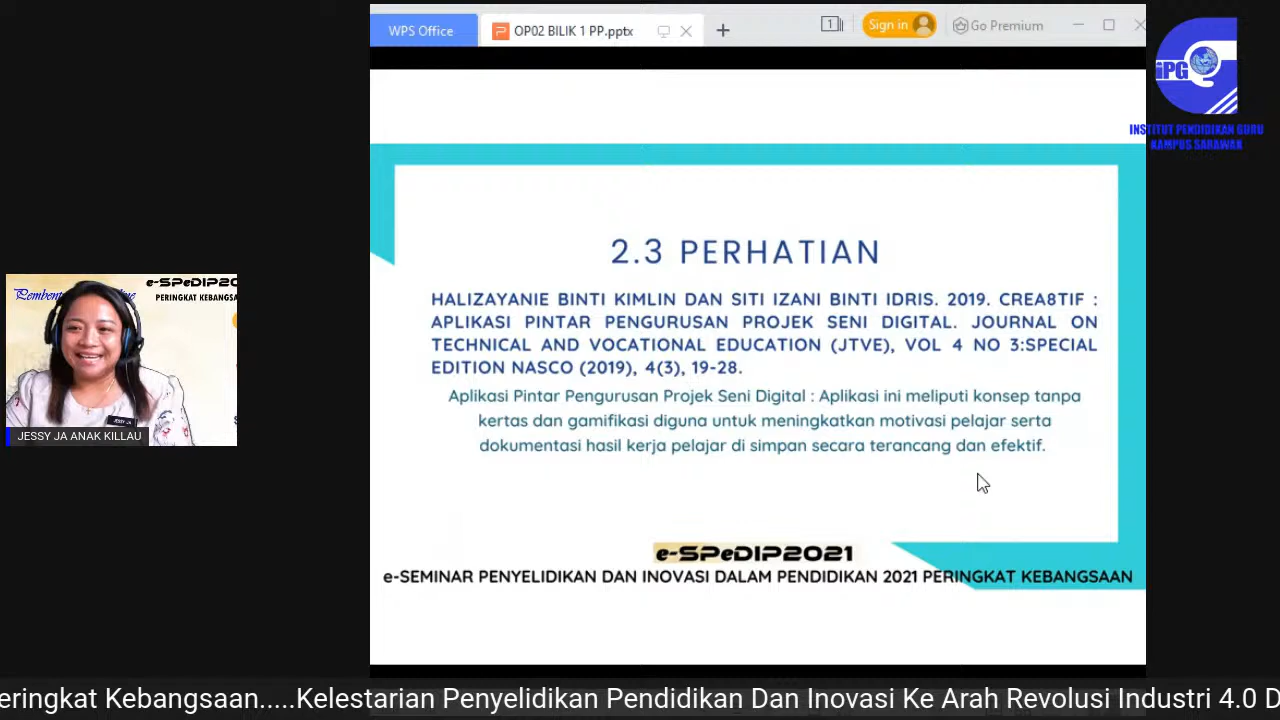 WPS Office
OP02 BILIK 1 PP.pptx
1
Sign in
Go Premium
iPG
INSTITUT PENDIDIKAN GURU
KAMPUS SARAWAK
2.3 PERHATIAN
HALIZAYANIE BINTI KIMLIN DAN SITI IZANI BINTI IDRIS. 2019. CREA8TIF :
APLIKASI PINTAR PENGURUSAN PROJEK SENI DIGITAL. JOURNAL ON
TECHNICAL AND VOCATIONAL EDUCATION (JTVE), VOL 4 NO 3:SPECIAL
EDITION NASCO (2019), 4(3), 19-28.
Aplikasi Pintar Pengurusan Projek Seni Digital : Aplikasi ini meliputi konsep tanpa
kertas dan gamifikasi diguna untuk meningkatkan motivasi pelajar serta
dokumentasi hasil kerja pelajar di simpan secara terancang dan efektif.
e-SPeDIP2021
e-SEMINAR PENYELIDIKAN DAN INOVASI DALAM PENDIDIKAN 2021 PERINGKAT KEBANGSAAN
e-SPeDIP20
PERINGKAT KEBANGSA
JESSY JA
JESSY JA ANAK KILLAU
eringkat Kebangsaan.....Kelestarian Penyelidikan Pendidikan Dan Inovasi Ke Arah Revolusi Industri 4.0 D